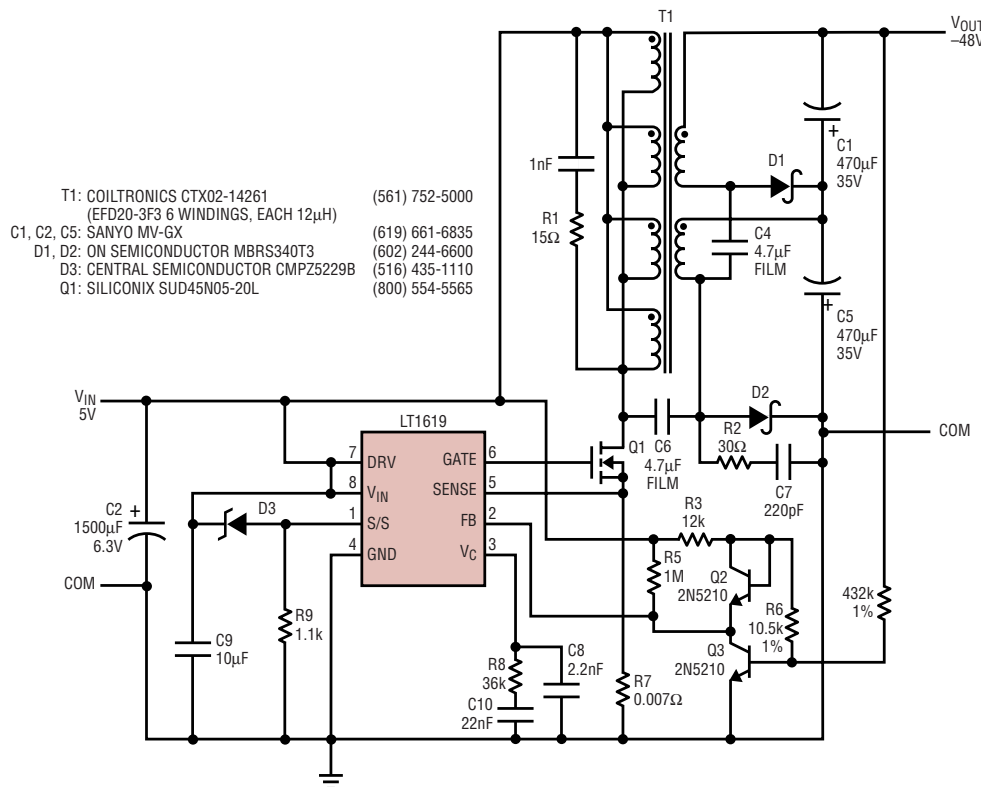 T1
VOUT
–48V
C1
470µF
35V
D1
1nF
R1
15Ω
C4
4.7µF
FILM
C5
470µF
35V
T1: COILTRONICS CTX02-14261 (561) 752-5000
(EFD20-3F3 6 WINDINGS, EACH 12µH)
C1, C2, C5: SANYO MV-GX (619) 661-6835
D1, D2: ON SEMICONDUCTOR MBRS340T3 (602) 244-6600
D3: CENTRAL SEMICONDUCTOR CMPZ5229B (516) 435-1110
Q1: SILICONIX SUD45N05-20L (800) 554-5565
VIN
5V
LT1619
7 DRV
8 VIN
1 S/S
4 GND
GATE 6
SENSE 5
FB 2
VC 3
Q1
C6
4.7µF
FILM
D2
R2
30Ω
C7
220pF
COM
C2
1500µF
6.3V
+
+
+
COM
D3
R9
1.1k
C9
10µF
R3
12k
R5
1M
Q2
2N5210
R6
10.5k
1%
432k
1%
Q3
2N5210
R8
36k
C8
2.2nF
C10
22nF
R7
0.007Ω